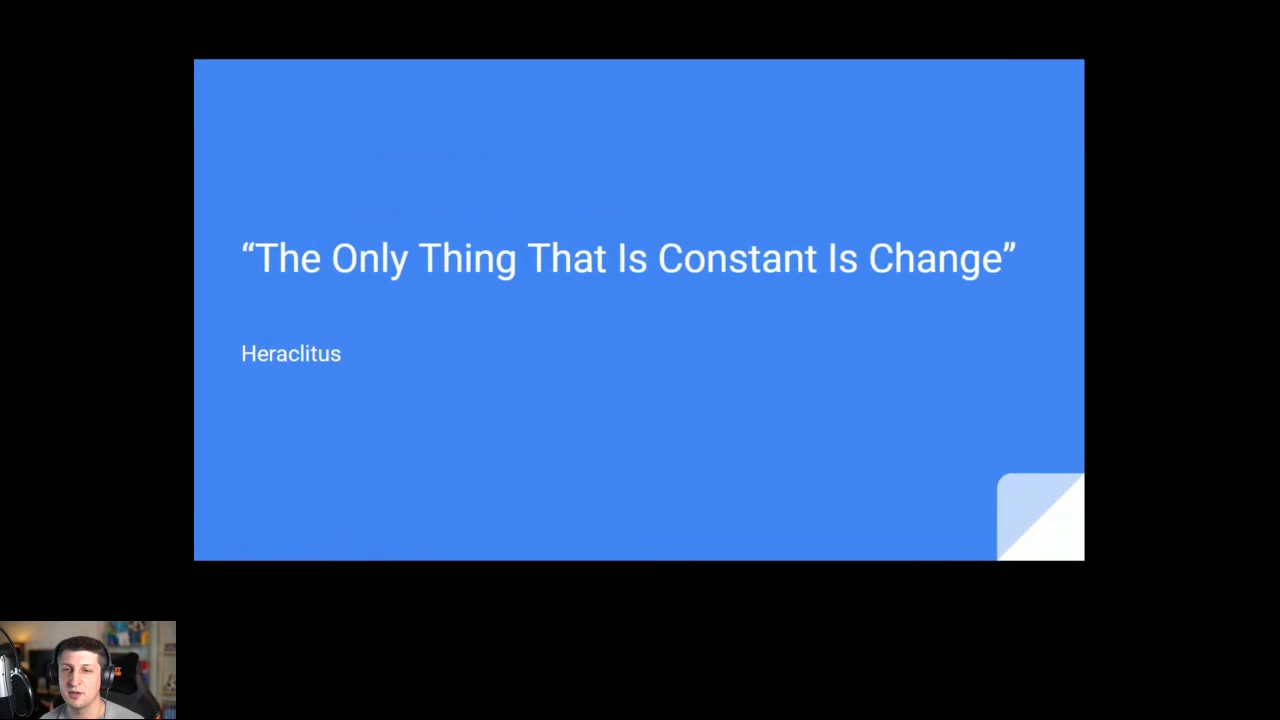 “The Only Thing That Is Constant Is Change”
Heraclitus